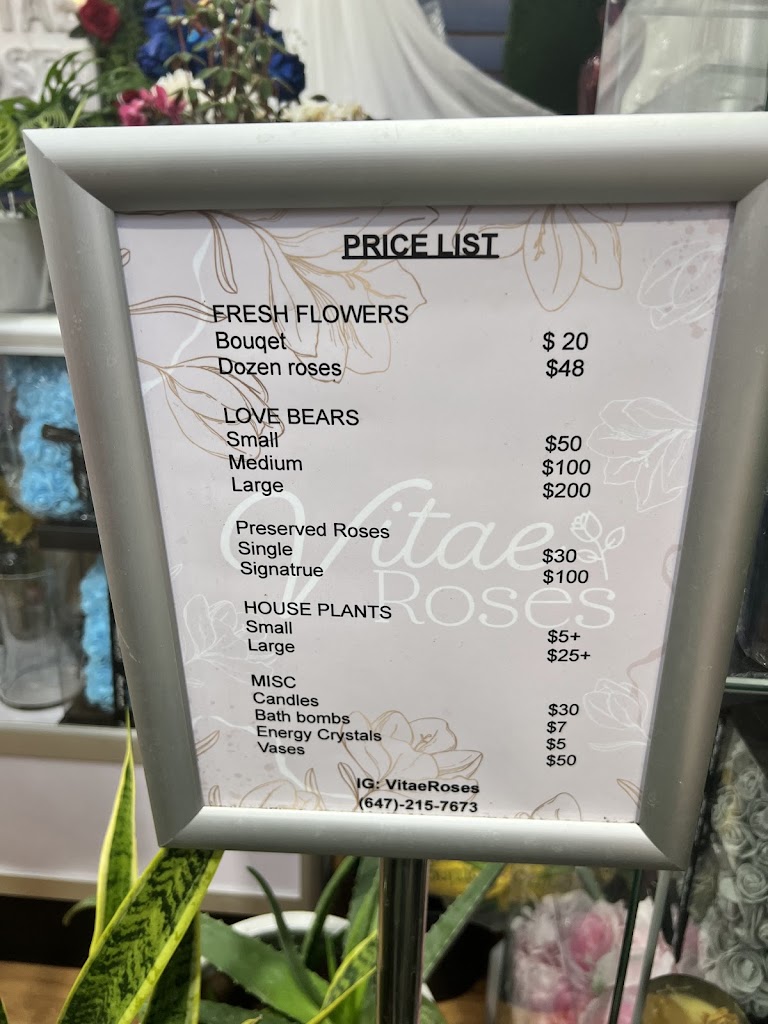 PRICE LIST
FRESH FLOWERS
Bouqet $ 20
Dozen roses $48
LOVE BEARS
Small $50
Medium $100
Large $200
Preserved Roses
Single $30
Signatrue $100
HOUSE PLANTS
Small $5+
Large $25+
MISC
Candles $30
Bath bombs $7
Energy Crystals $5
Vases $50
Vitae
Roses
IG: VitaeRoses
(647)-215-7673